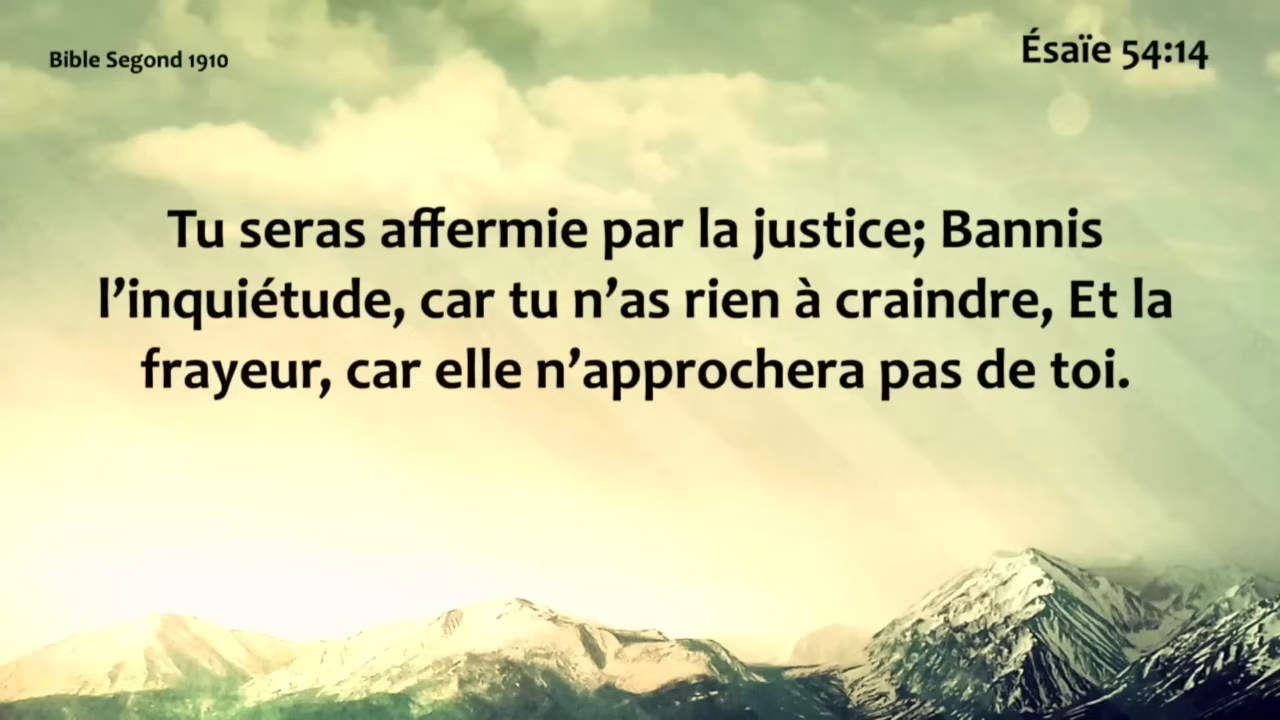 Bible Segond 1910
Ésaïe 54:14
Tu seras affermie par la justice; Bannis
l’inquiétude, car tu n’as rien à craindre, Et la
frayeur, car elle n’approchera pas de toi.